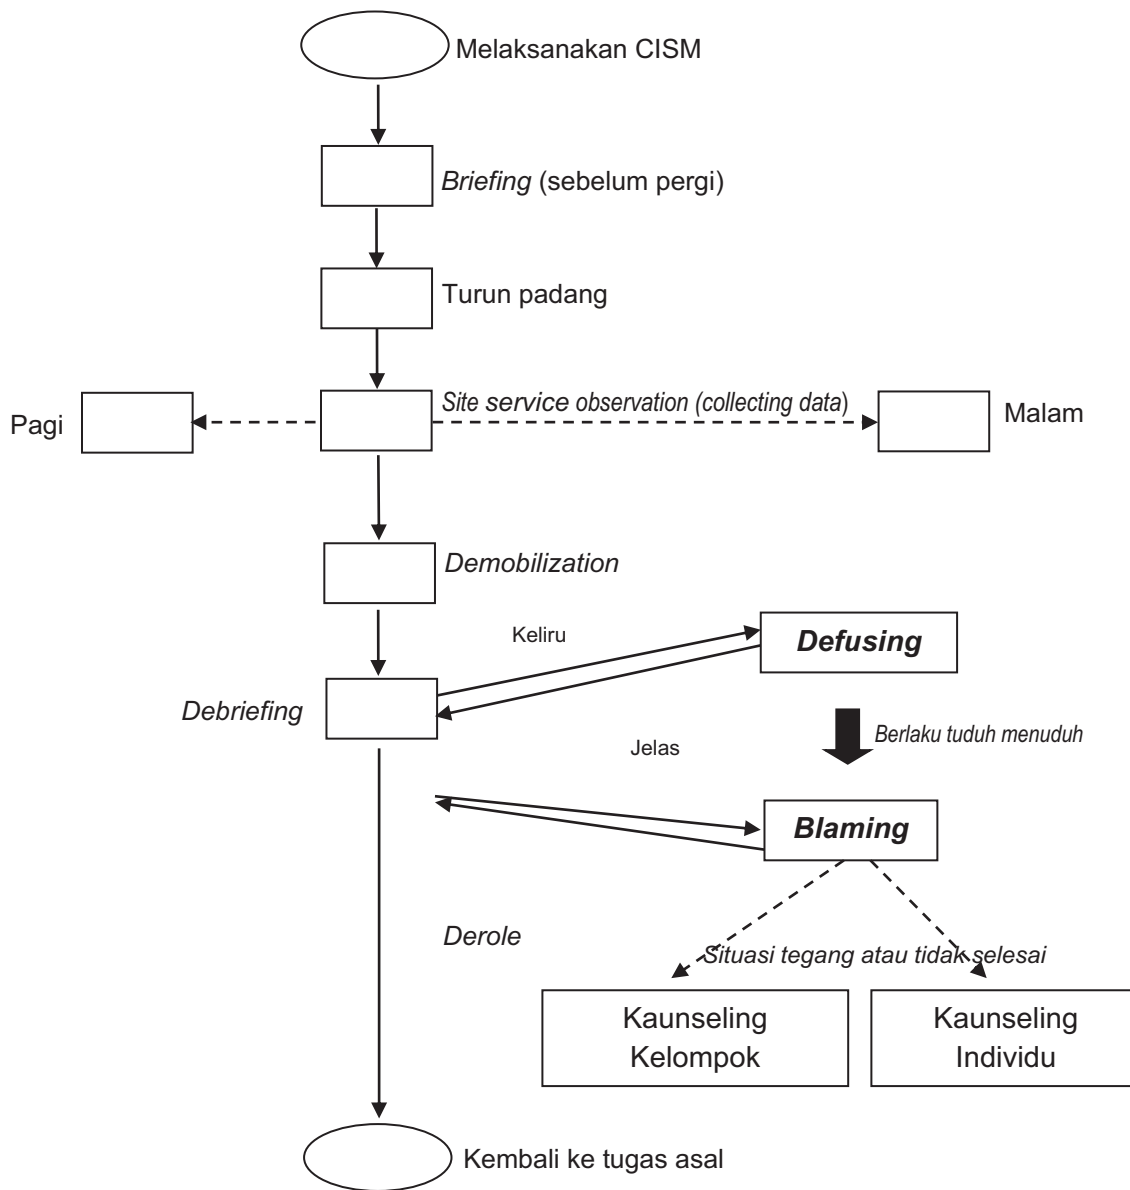 Melaksanakan CISM
Briefing (sebelum pergi)
Turun padang
Pagi
Site service observation (collecting data)
Malam
Demobilization
Keliru
Defusing
Debriefing
Berlaku tuduh menuduh
Jelas
Blaming
Derole
Situasi tegang atau tidak selesai
Kaunseling
Kelompok
Kaunseling
Individu
Kembali ke tugas asal